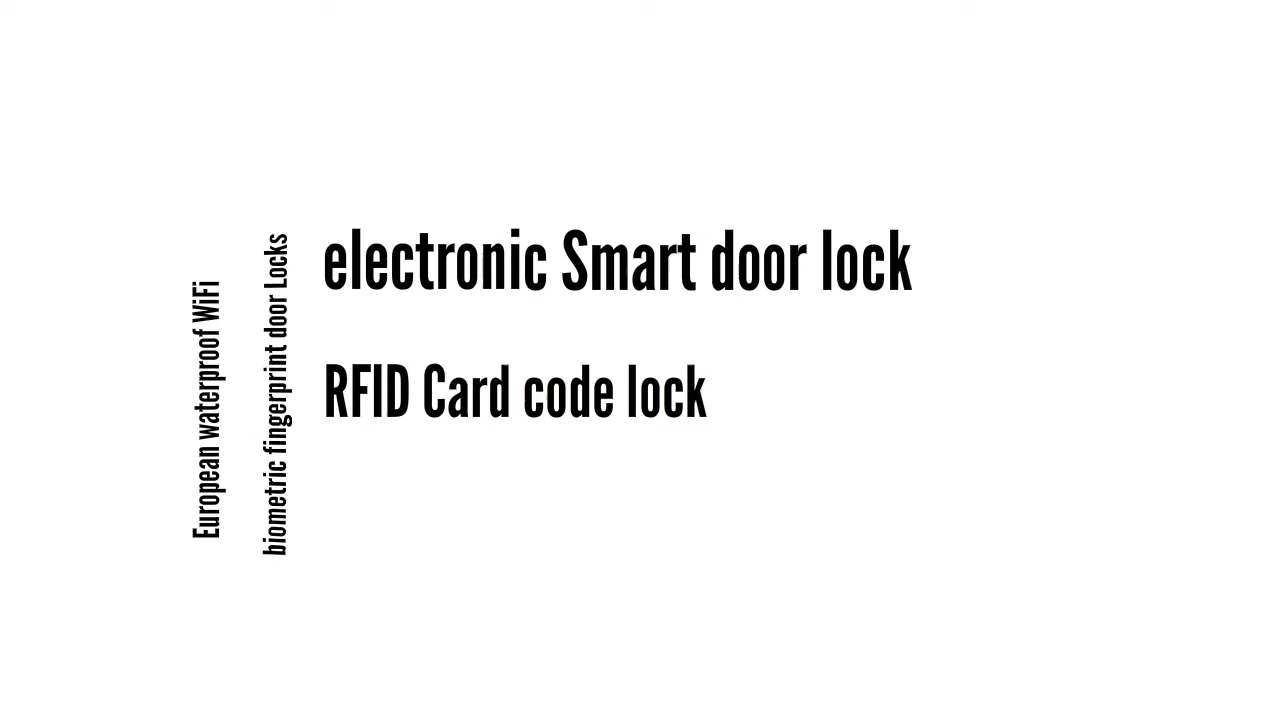 European waterproof WiFi
biometric fingerprint door Locks
electronic Smart door lock
RFID Card code lock